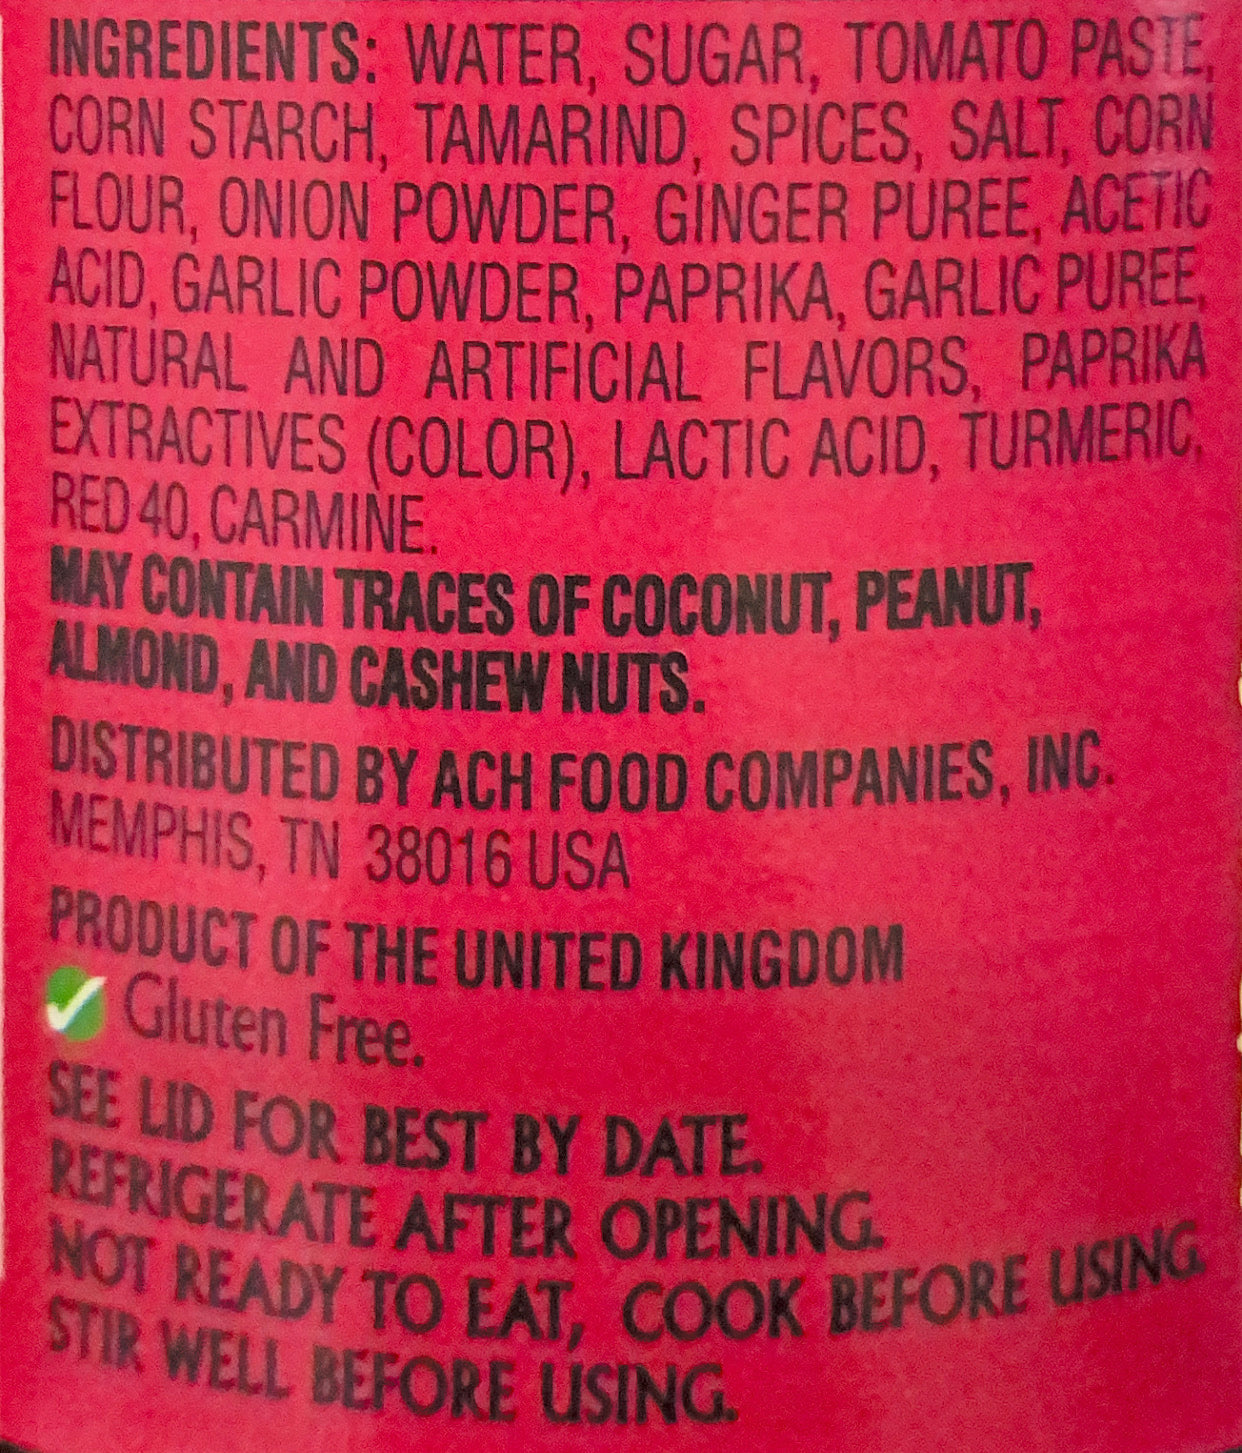 INGREDIENTS: WATER, SUGAR, TOMATO PASTE,
CORN STARCH, TAMARIND, SPICES, SALT, CORN
FLOUR, ONION POWDER, GINGER PUREE, ACETIC
ACID, GARLIC POWDER, PAPRIKA, GARLIC PUREE,
NATURAL AND ARTIFICIAL FLAVORS, PAPRIKA
EXTRACTIVES (COLOR), LACTIC ACID, TURMERIC,
RED 40, CARMINE.
MAY CONTAIN TRACES OF COCONUT, PEANUT,
ALMOND, AND CASHEW NUTS.
DISTRIBUTED BY ACH FOOD COMPANIES, INC.
MEMPHIS, TN 38016 USA
PRODUCT OF THE UNITED KINGDOM
Gluten Free.
SEE LID FOR BEST BY DATE.
REFRIGERATE AFTER OPENING.
NOT READY TO EAT, COOK BEFORE USING.
STIR WELL BEFORE USING.